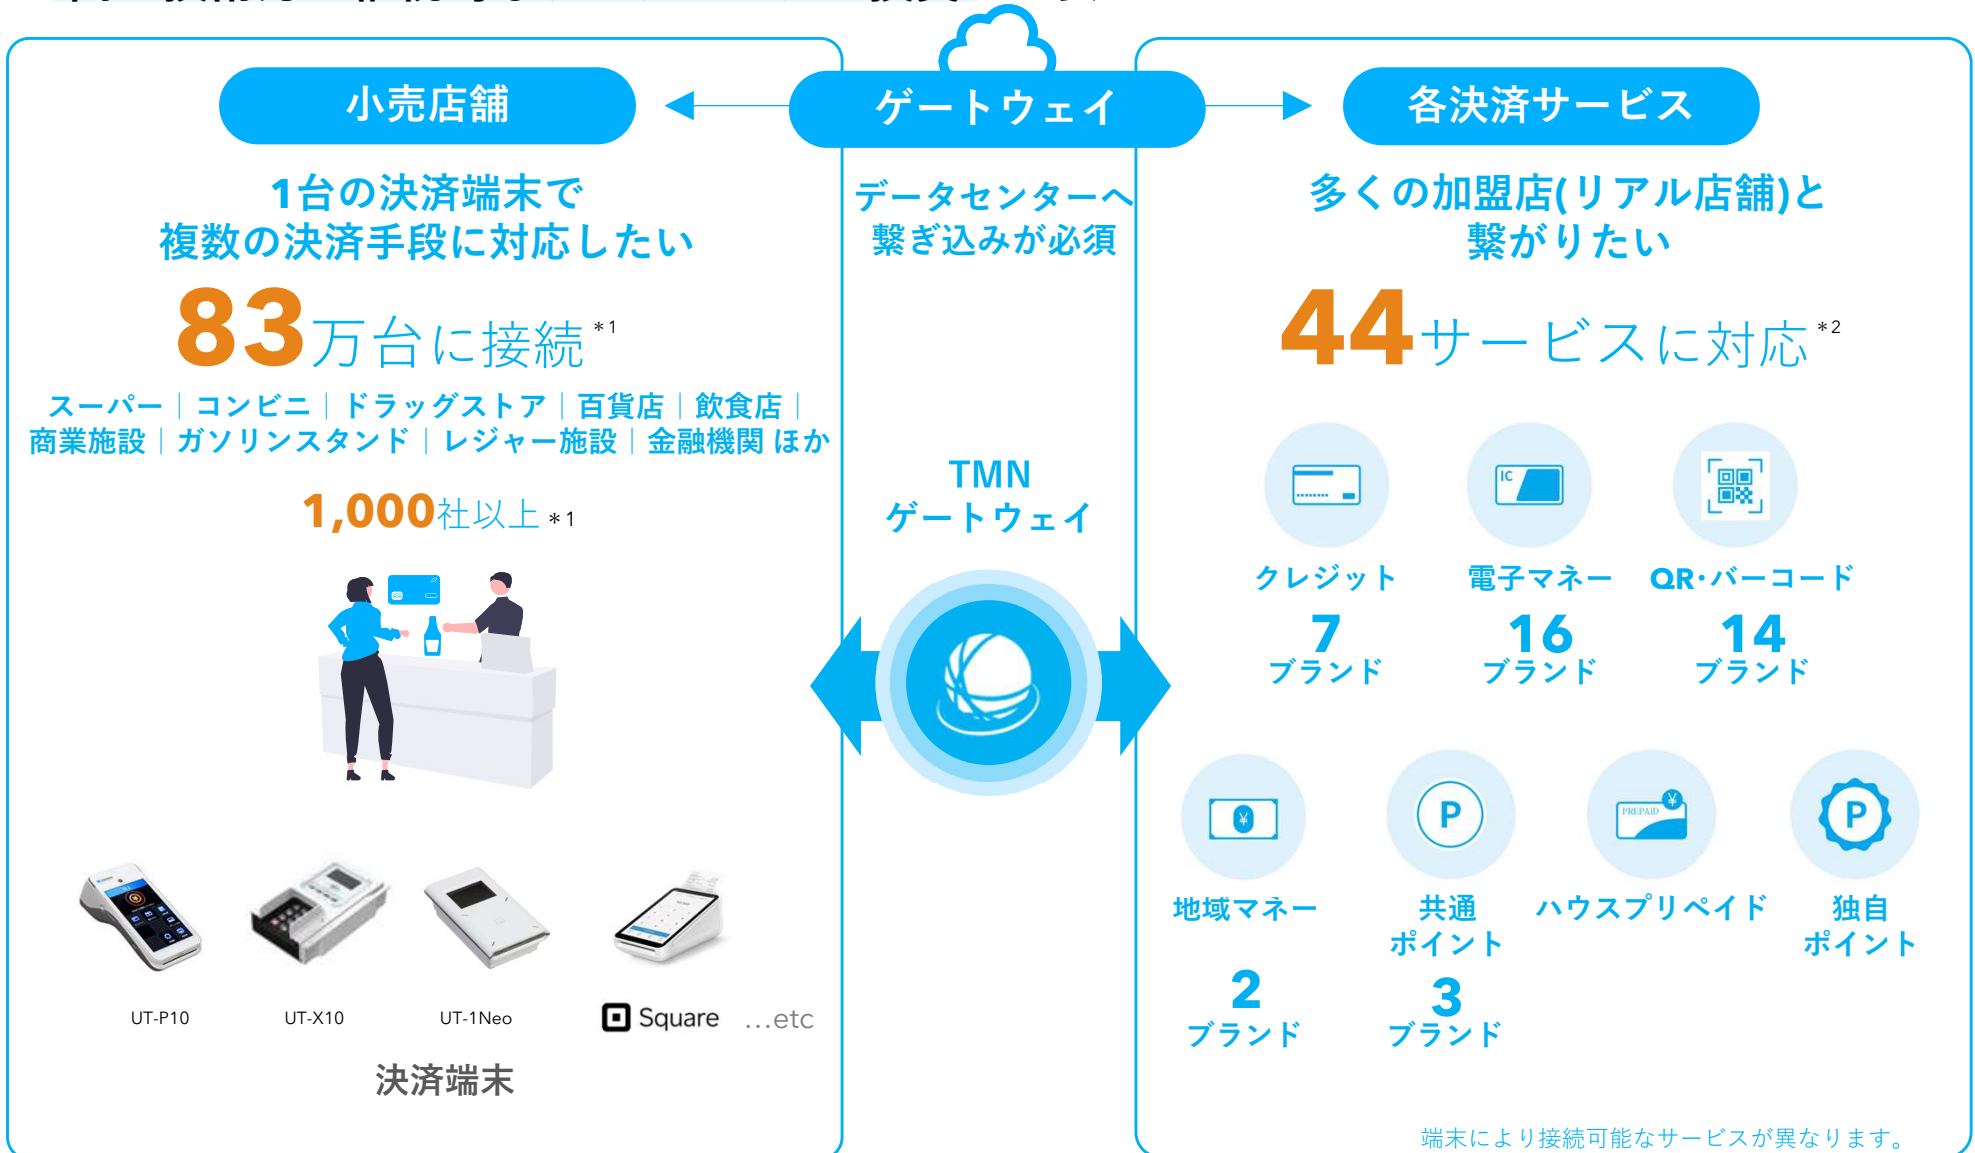 小売店舗
ゲートウェイ
各決済サービス
1台の決済端末で
複数の決済手段に対応したい
83万台に接続*1
スーパー｜コンビニ｜ドラッグストア｜百貨店｜飲食店｜
商業施設｜ガソリンスタンド｜レジャー施設｜金融機関 ほか
1,000社以上*1
UT-P10
UT-X10
UT-1Neo
Square
...etc
決済端末
データセンターへ
繋ぎ込みが必須
TMN
ゲートウェイ
多くの加盟店(リアル店舗)と
繋がりたい
44サービスに対応*2
IC
クレジット
7
ブランド
電子マネー
16
ブランド
QR･バーコード
14
ブランド
¥
P
PREPAID
¥
P
地域マネー
2
ブランド
共通
ポイント
3
ブランド
ハウスプリペイド
独自
ポイント
端末により接続可能なサービスが異なります。